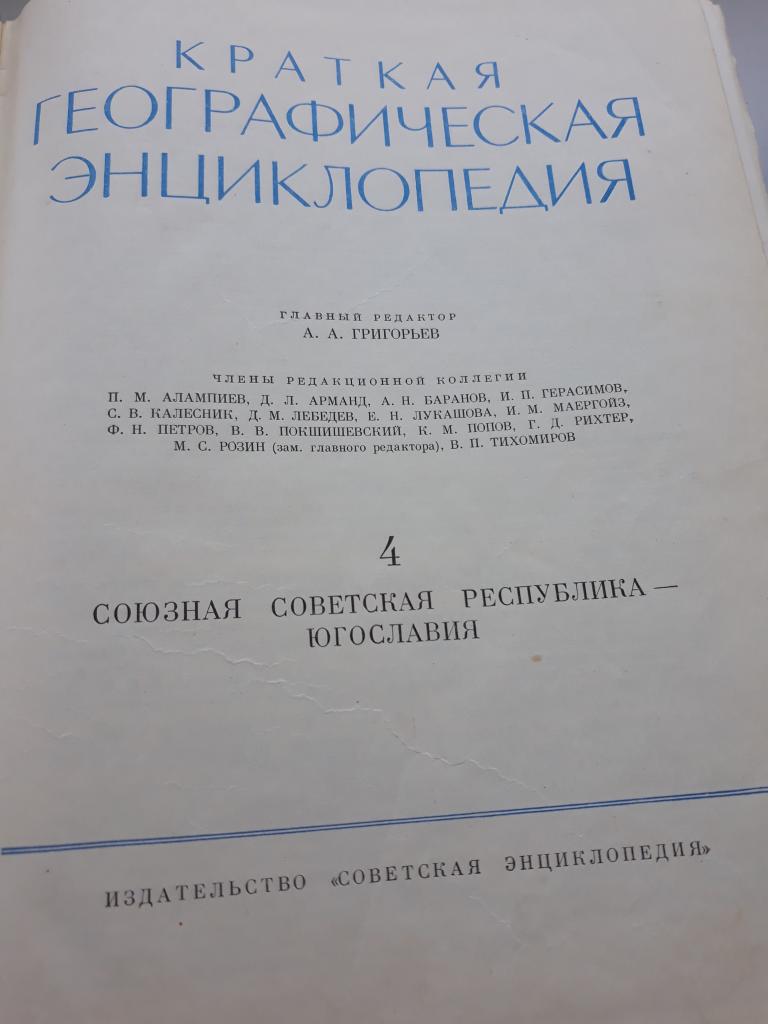 КРАТКАЯ
ГЕОГРАФИЧЕСКАЯ
ЭНЦИКЛОПЕДИЯ
ГЛАВНЫЙ РЕДАКТОР
А. А. ГРИГОРЬЕВ
ЧЛЕНЫ РЕДАКЦИОННОЙ КОЛЛЕГИИ
П. М. АЛАМПИЕВ, Д. Л. АРМАНД, А. Н. БАРАНОВ, И. П. ГЕРАСИМОВ,
С. В. КАЛЕСНИК, Д. М. ЛЕБЕДЕВ, Е. Н. ЛУКАШОВА, И. М. МАЕРГОЙЗ,
Ф. Н. ПЕТРОВ, В. В. ПОКШИШЕВСКИЙ, К. М. ПОПОВ, Г. Д. РИХТЕР,
М. С. РОЗИН (зам. главного редактора), В. П. ТИХОМИРОВ
4
СОЮЗНАЯ СОВЕТСКАЯ РЕСПУБЛИКА —
ЮГОСЛАВИЯ
ИЗДАТЕЛЬСТВО «СОВЕТСКАЯ ЭНЦИКЛОПЕДИЯ»